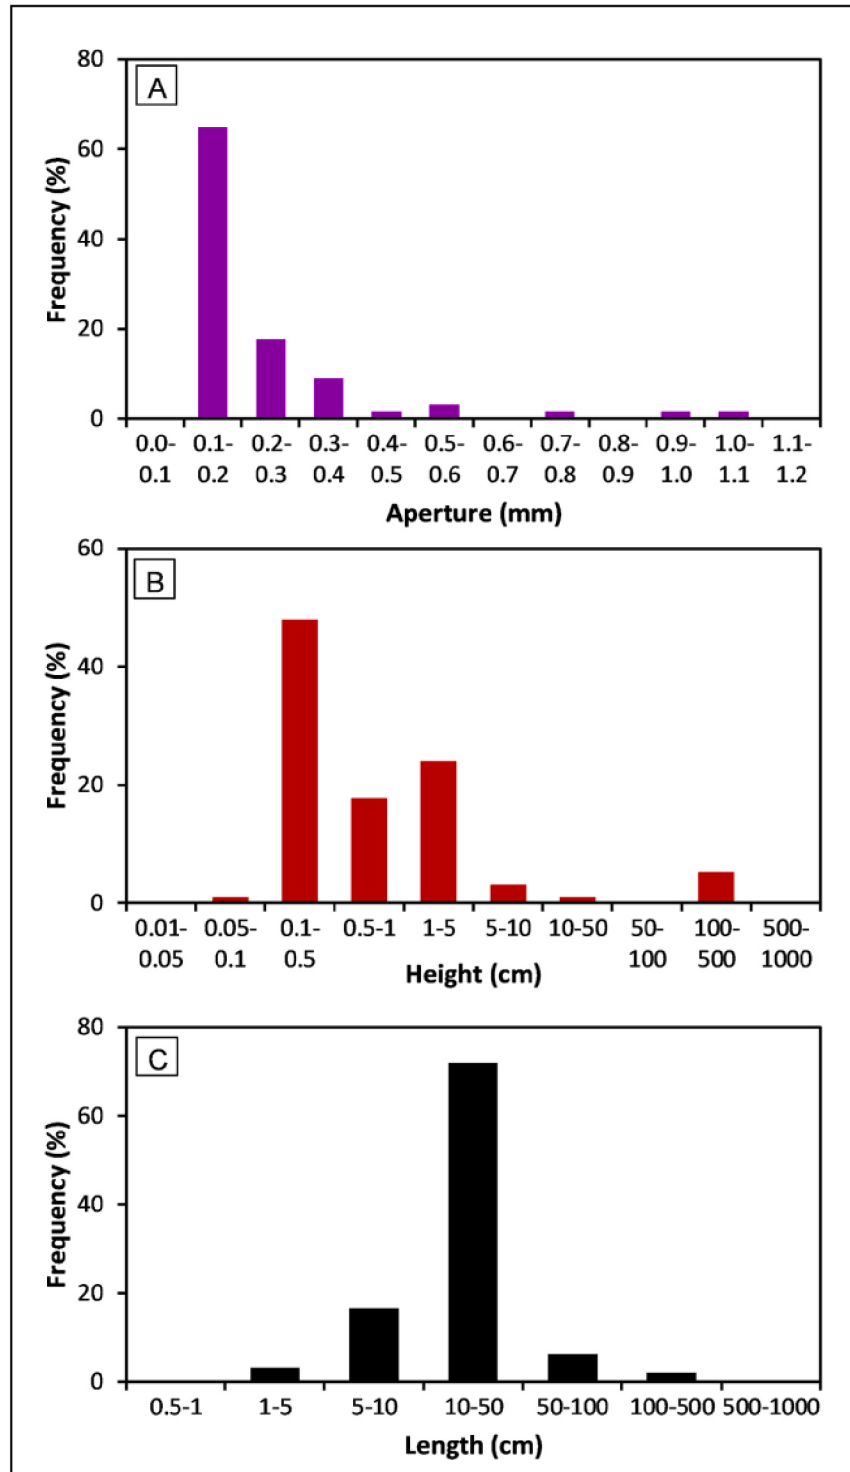 A
80
60
40
20
0
Frequency (%)
0.0-0.1 0.1-0.2 0.2-0.3 0.3-0.4 0.4-0.5 0.5-0.6 0.6-0.7 0.7-0.8 0.8-0.9 0.9-1.0 1.0-1.1 1.1-1.2
Aperture (mm)
B
60
40
20
0
Frequency (%)
0.01-0.05 0.05-0.1 0.1-0.5 0.5-1 1-5 5-10 10-50 50-100 100-500 500-1000
Height (cm)
C
80
60
40
20
0
Frequency (%)
0.5-1 1-5 5-10 10-50 50-100 100-500 500-1000
Length (cm)